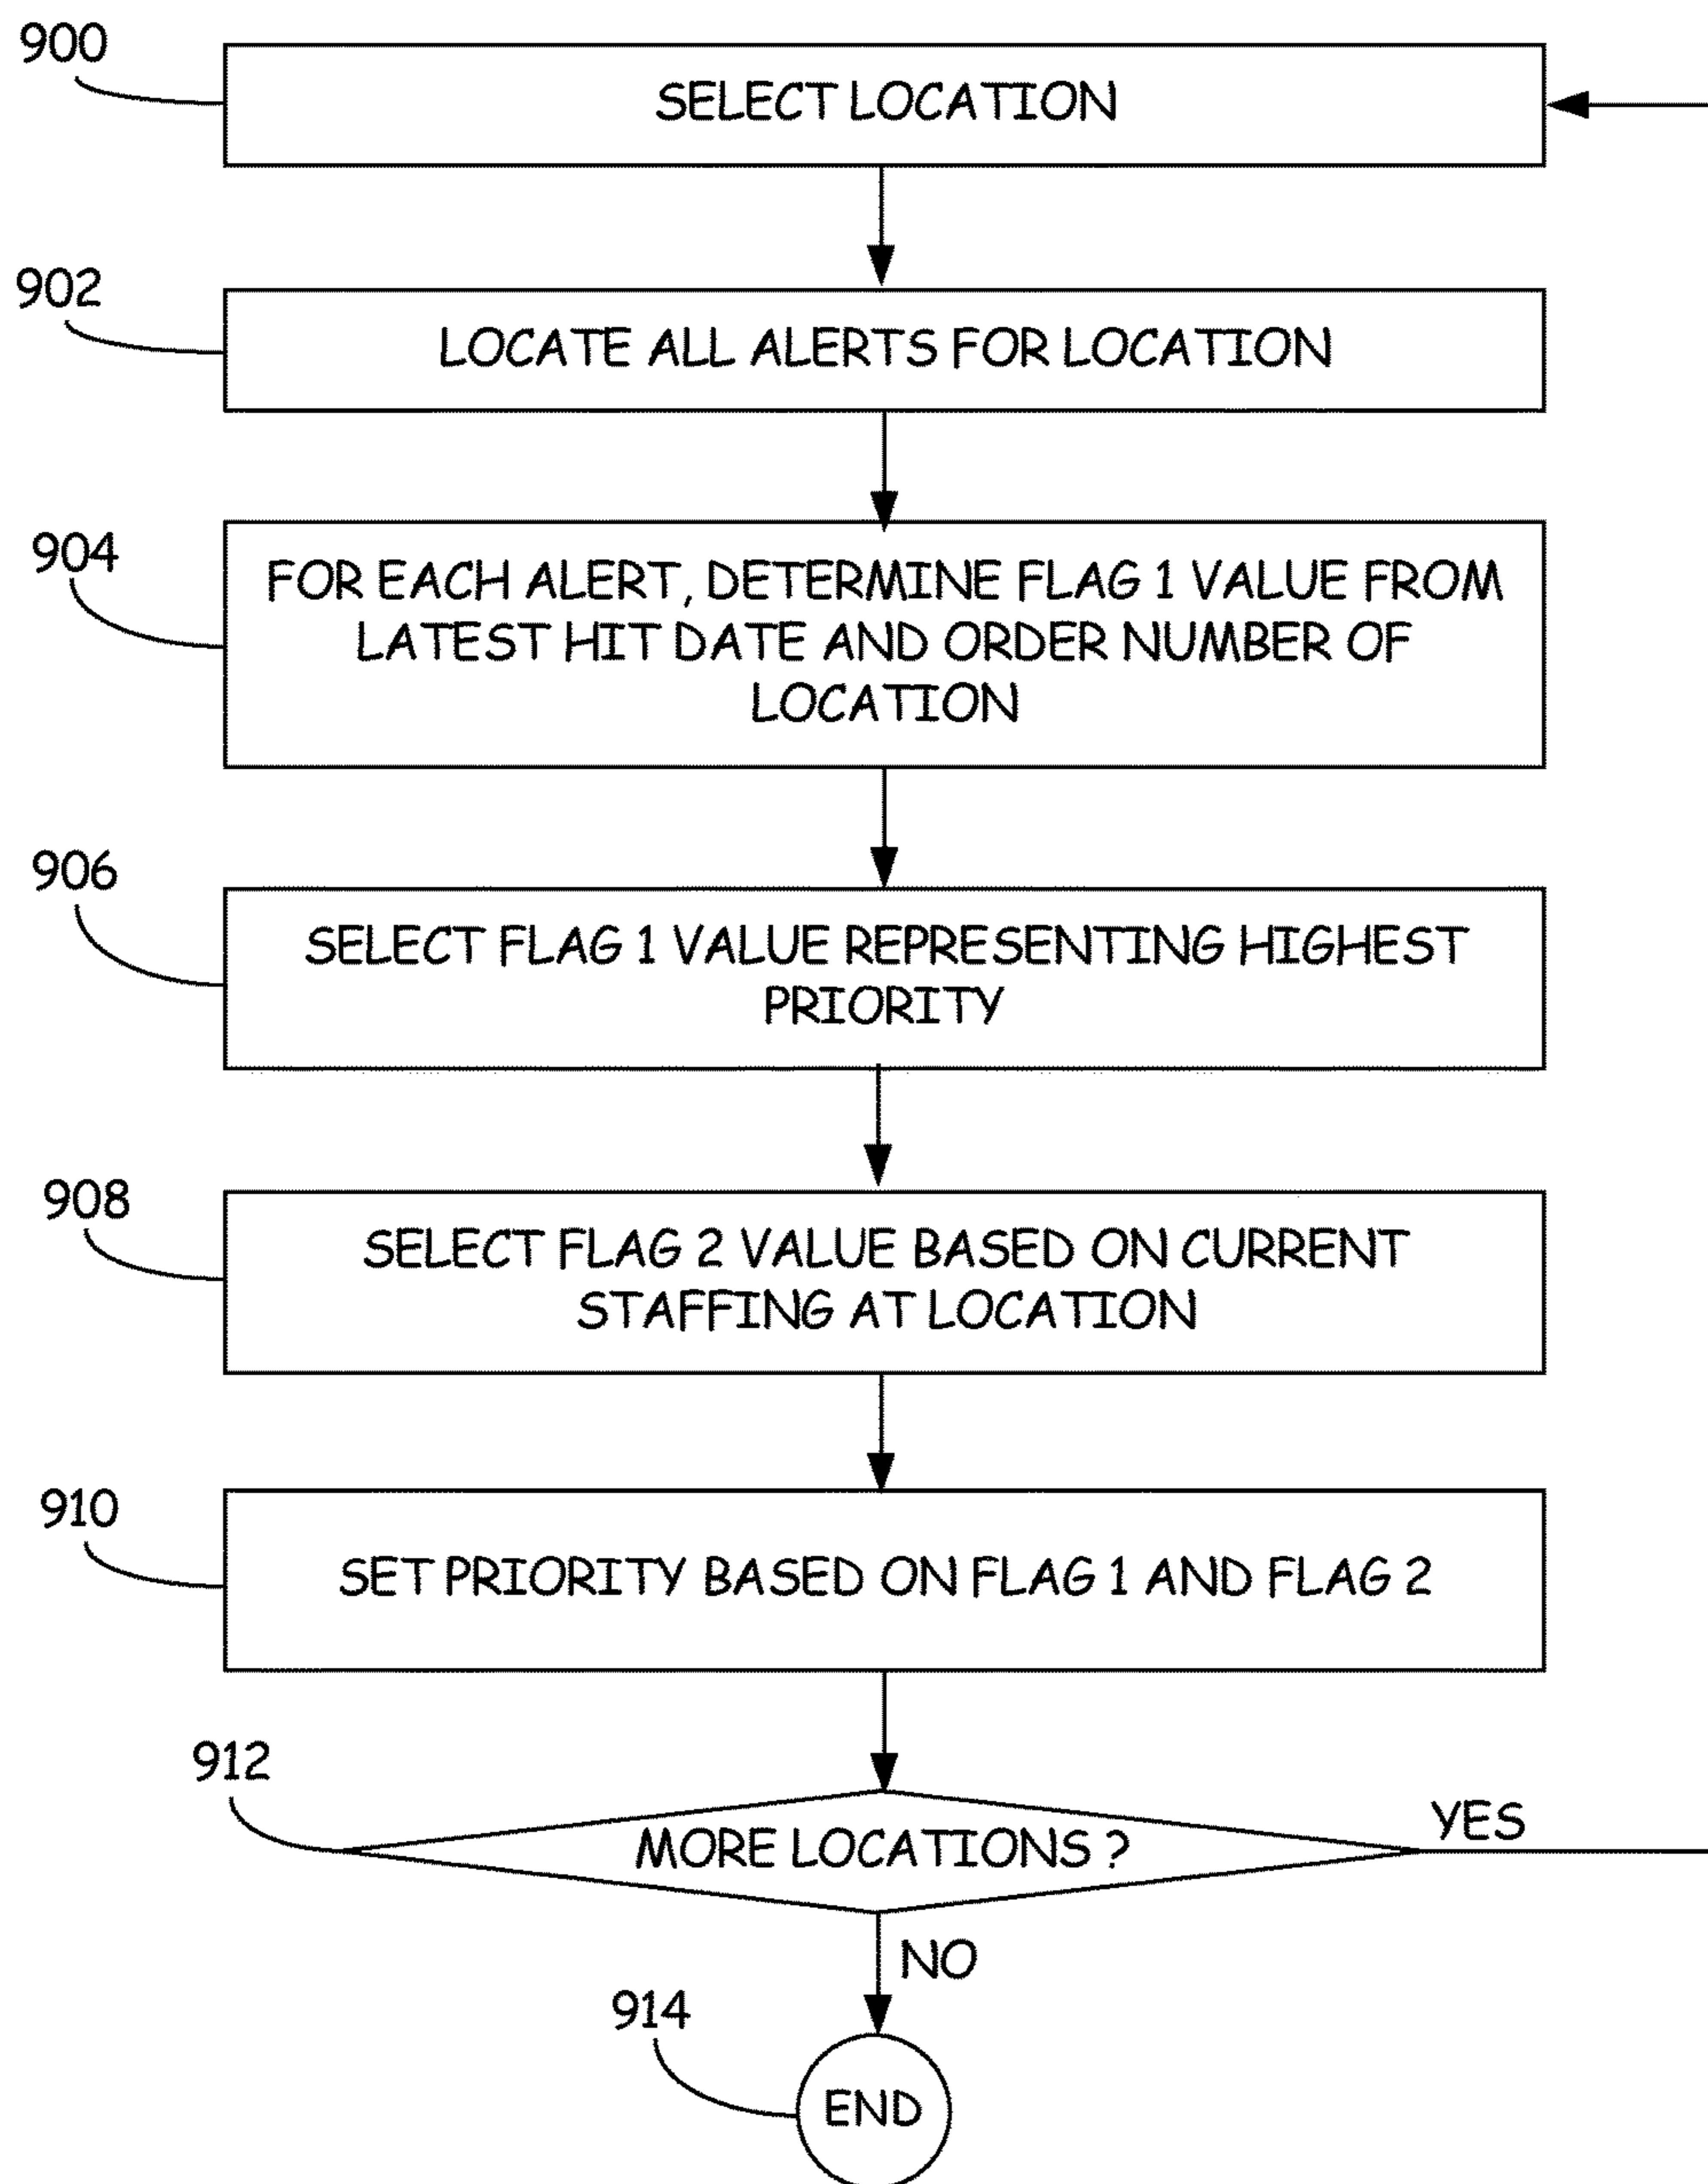 900
SELECT LOCATION
902
LOCATE ALL ALERTS FOR LOCATION
904
FOR EACH ALERT, DETERMINE FLAG 1 VALUE FROM
LATEST HIT DATE AND ORDER NUMBER OF
LOCATION
906
SELECT FLAG 1 VALUE REPRESENTING HIGHEST
PRIORITY
908
SELECT FLAG 2 VALUE BASED ON CURRENT
STAFFING AT LOCATION
910
SET PRIORITY BASED ON FLAG 1 AND FLAG 2
912
MORE LOCATIONS ?
YES
NO
914
END